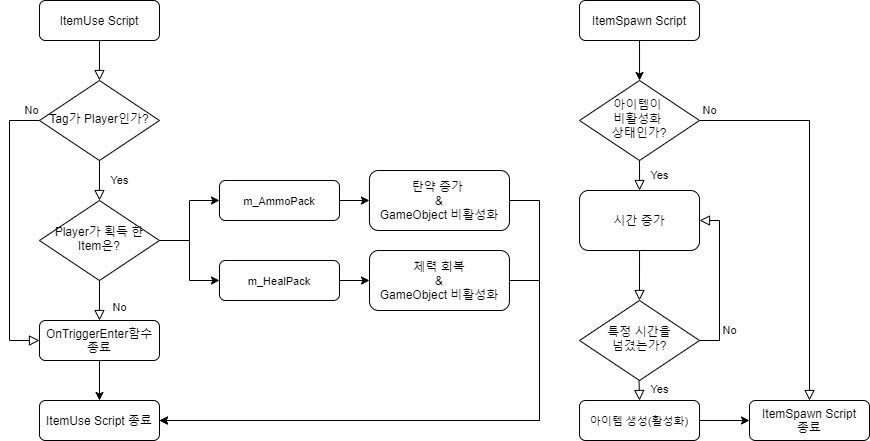 ItemUse Script
No
Tag가 Player인가?
Yes
Player가 획득 한
Item은?
m_AmmoPack
탄약 증가
&
GameObject 비활성화
m_HealPack
체력 회복
&
GameObject 비활성화
No
OnTriggerEnter함수
종료
ItemUse Script 종료
ItemSpawn Script
아이템이
비활성화
상태인가?
No
Yes
시간 증가
특정 시간을
넘겼는가?
No
Yes
아이템 생성(활성화)
ItemSpawn Script
종료